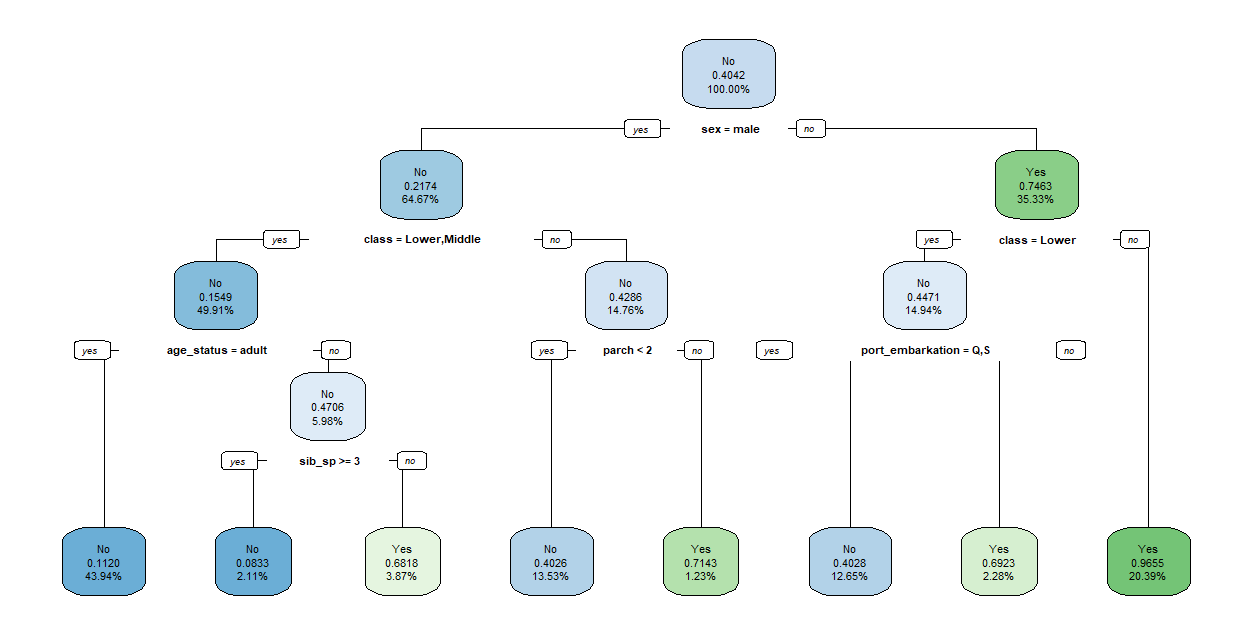 No
0.4042
100.00%
yes sex = male no
No
0.2174
64.67%
Yes
0.7463
35.33%
yes class = Lower,Middle no
yes class = Lower no
No
0.1549
49.91%
No
0.4286
14.76%
No
0.4471
14.94%
yes age_status = adult no
yes parch < 2 no
yes port_embarkation = Q,S no
No
0.4706
5.98%
yes sib_sp >= 3 no
No
0.1120
43.94%
No
0.0833
2.11%
Yes
0.6818
3.87%
No
0.4026
13.53%
Yes
0.7143
1.23%
No
0.4028
12.65%
Yes
0.6923
2.28%
Yes
0.9655
20.39%